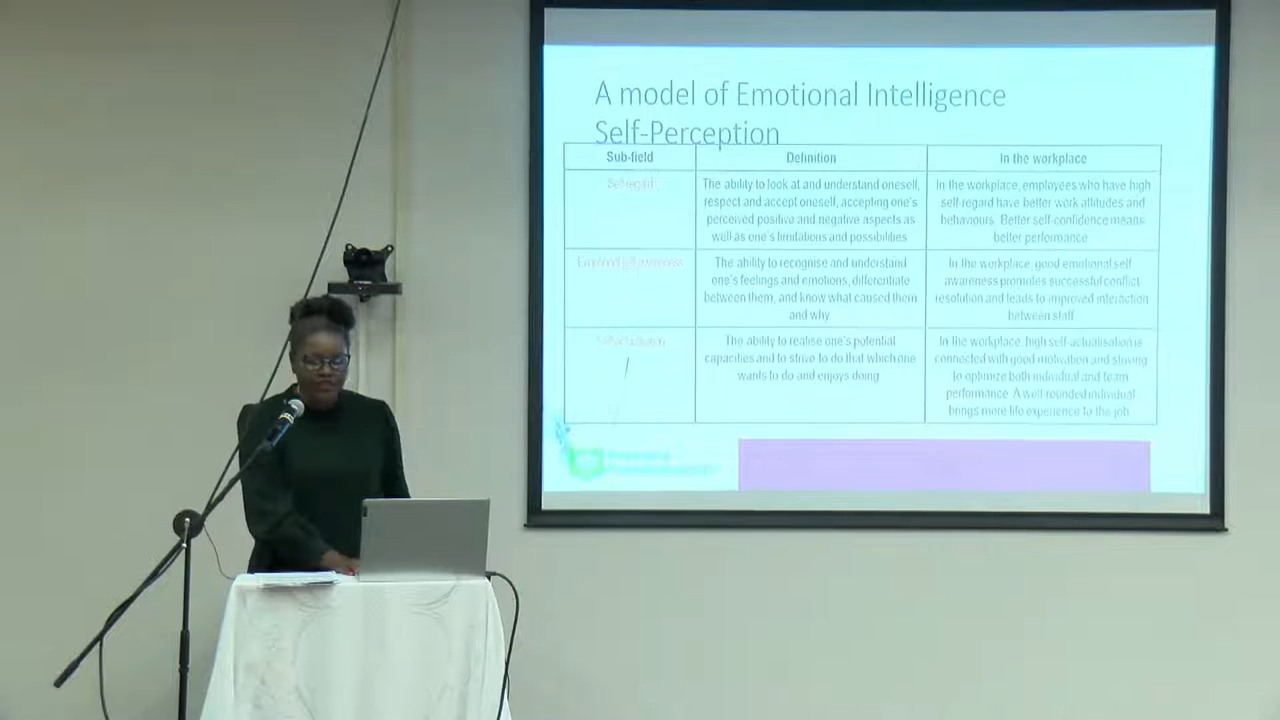 A model of Emotional Intelligence
Self-Perception
Sub-field
Definition
In the workplace
Self-regard
The ability to look at and understand oneself,
respect and accept oneself, accepting one's
perceived positive and negative aspects as
well as one's limitations and possibilities
In the workplace, employees who have high
self-regard have better work attitudes and
behaviours. Better self-confidence means
better performance
Emotional self-awareness
The ability to recognise and understand
one's feelings and emotions, differentiate
between them, and know what caused them
and why
In the workplace, good emotional self
awareness promotes successful conflict
resolution and leads to improved interaction
between staff
Self-actualisation
The ability to realise one's potential
capacities and to strive to do that which one
wants to do and enjoys doing
In the workplace, high self-actualisation is
connected with good motivation and striving
to optimize both individual and team
performance. A well-rounded individual
brings more life experience to the job.